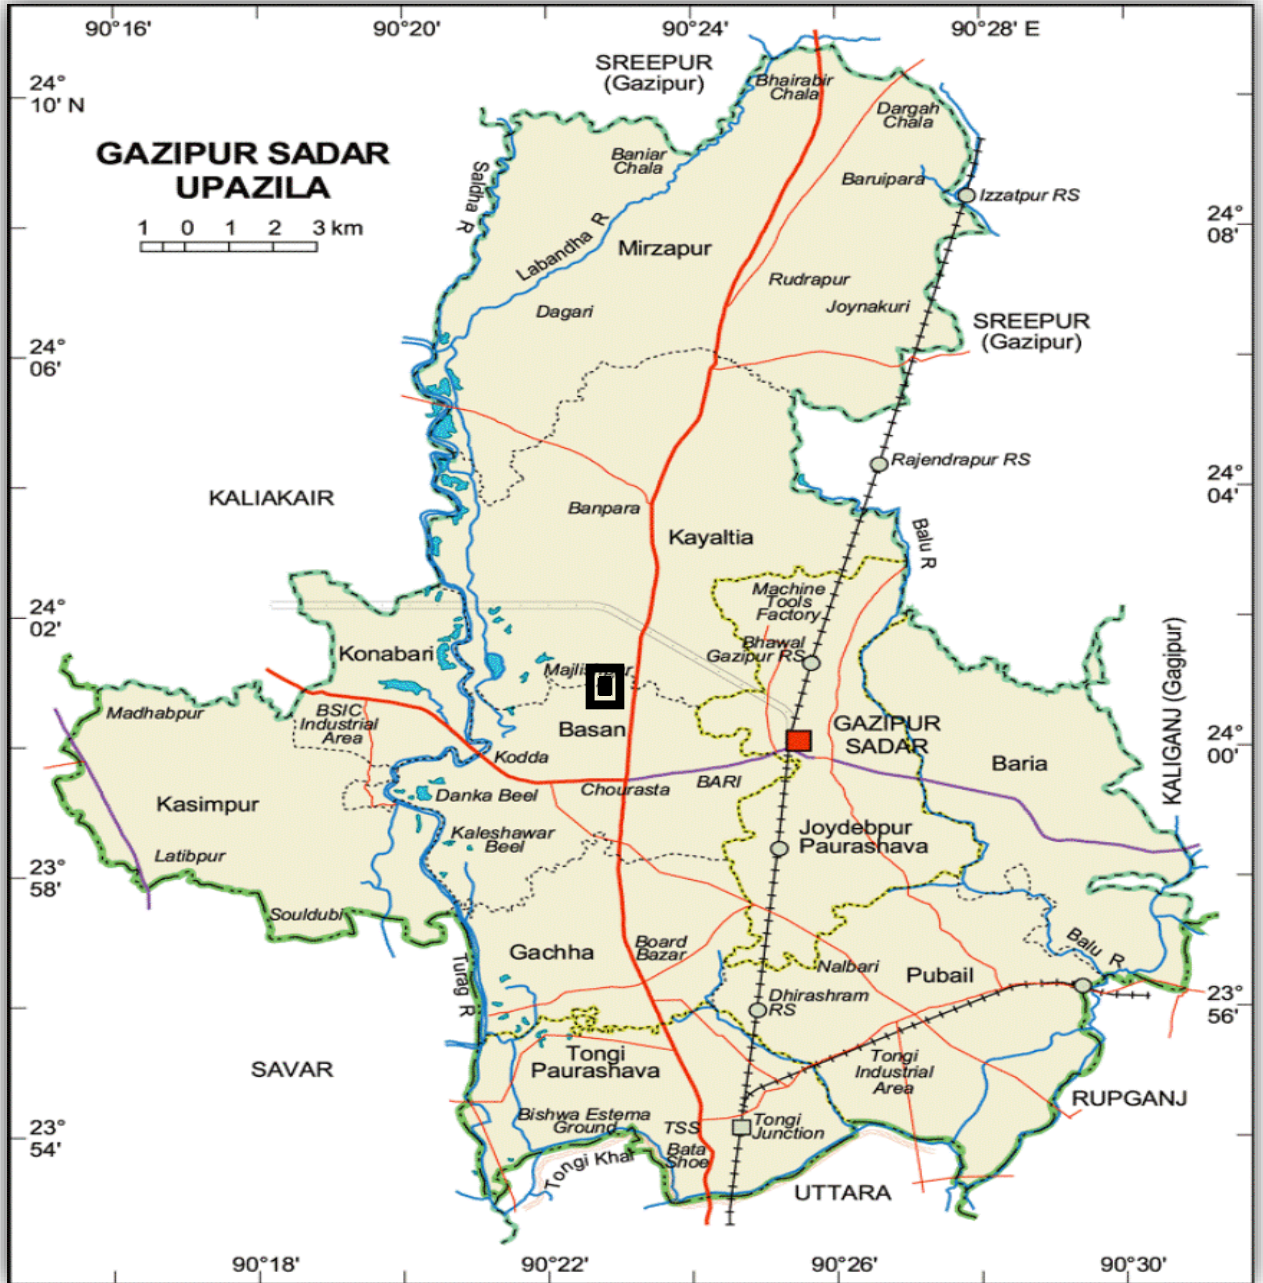 90°16'
90°20'
90°24'
90°28' E
SREEPUR
(Gazipur)
24°
10' N
Bhairabir
Chala
Dargah
Chala
GAZIPUR SADAR
UPAZILA
Baniar
Chala
Saldha R
Baruipara
Izzatpur RS
1 0 1 2 3 km
24°
08'
Labandha R
Mirzapur
Rudrapur
Joynakuri
Dagari
SREEPUR
(Gazipur)
24°
06'
Rajendrapur RS
24°
04'
KALIAKAIR
Banpara
Kayaltia
Balu R
Machine
Tools
Factory
24°
02'
Bhawal
Gazipur RS
Konabari
KALIGANJ (Gagipur)
Madhabpur
BSIC
Industrial
Area
Basan
GAZIPUR
SADAR
24°
00'
Kodda
Baria
BARI
Chourasta
Danka Beel
Kasimpur
Kaleshawar
Beel
Joydebpur
Paurashava
Latibpur
23°
58'
Souldubi
Gachha
Board
Bazar
Balu R
Nalbari
Pubail
Turag R
Dhirashram
RS
23°
56'
Tongi
Paurashava
Tongi
Industrial
Area
SAVAR
RUPGANJ
Bishwa Estema
Ground
TSS
Tongi
Junction
23°
54'
Bata
Shoe
Tongi Khal
UTTARA
90°18'
90°22'
90°26'
90°30'